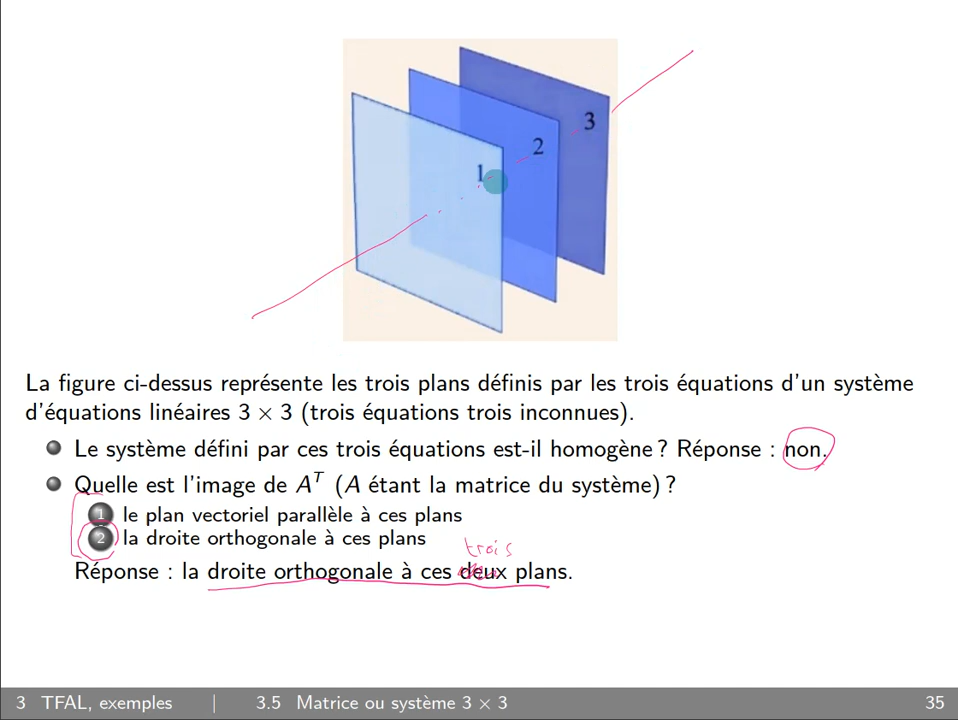 1
2
3
La figure ci-dessus représente les trois plans définis par les trois équations d'un système
d'équations linéaires 3 × 3 (trois équations trois inconnues).
Le système défini par ces trois équations est-il homogène ? Réponse : non.
Quelle est l'image de Aᵀ (A étant la matrice du système) ?
1 le plan vectoriel parallèle à ces plans
2 la droite orthogonale à ces plans
trois
Réponse : la droite orthogonale à ces deux plans.
3 TFAL, exemples | 3.5 Matrice ou système 3 × 3 35